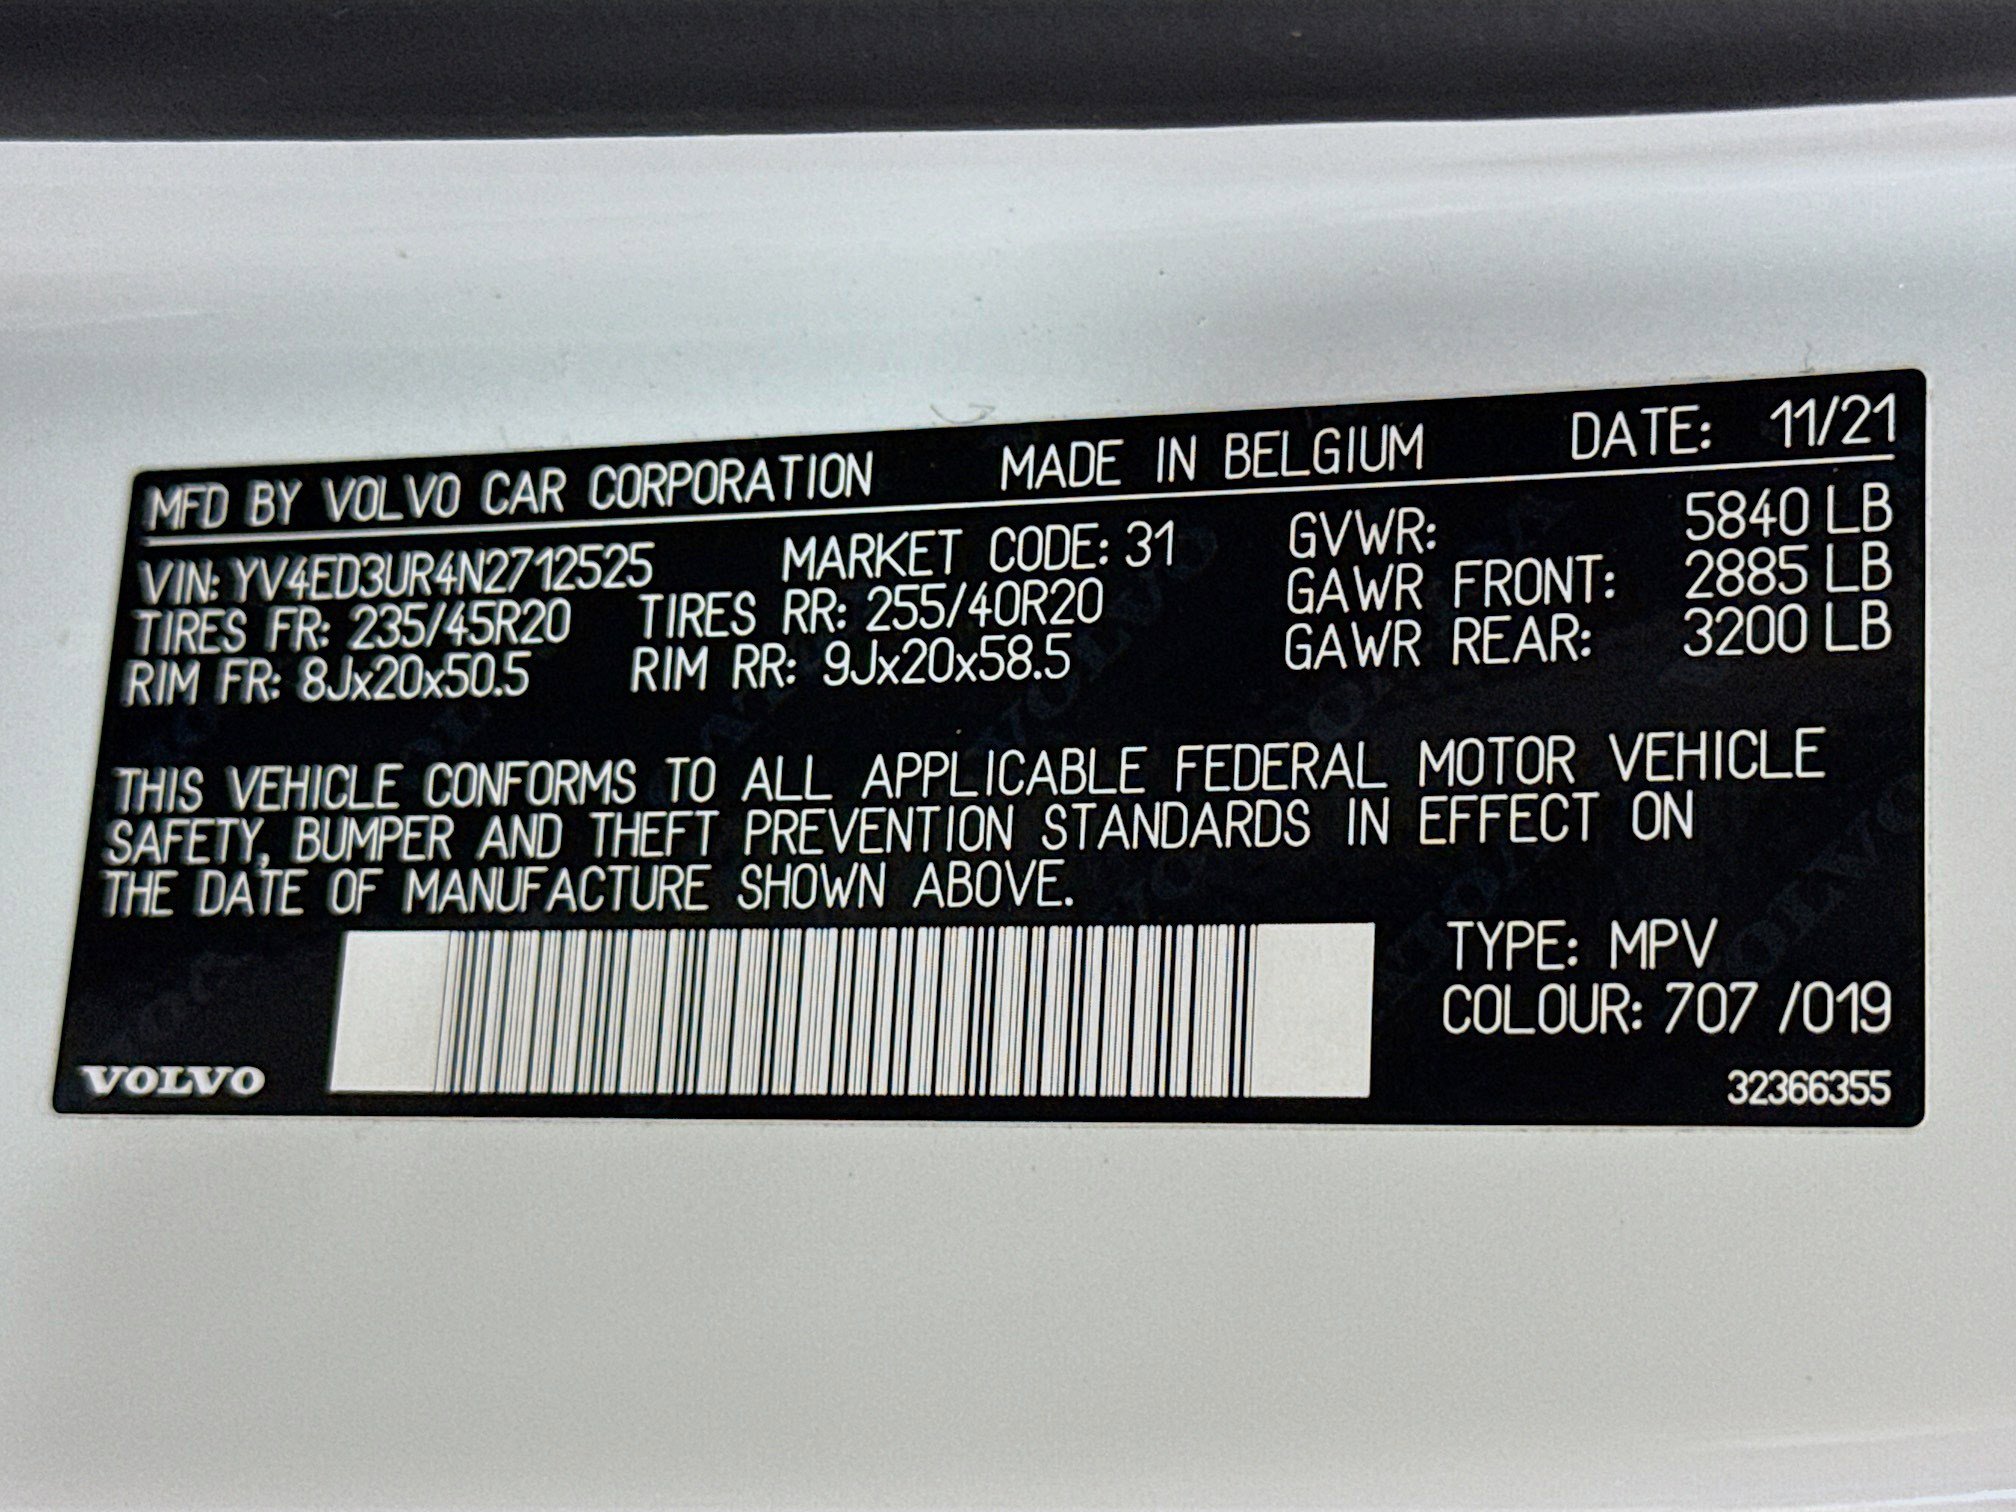 MFD BY VOLVO CAR CORPORATION MADE IN BELGIUM DATE: 11/21
VIN: YV4ED3UR4N2712525 MARKET CODE: 31 GVWR: 5840 LB
TIRES FR: 235/45R20 TIRES RR: 255/40R20 GAWR FRONT: 2885 LB
RIM FR: 8Jx20x50.5 RIM RR: 9Jx20x58.5 GAWR REAR: 3200 LB
THIS VEHICLE CONFORMS TO ALL APPLICABLE FEDERAL MOTOR VEHICLE
SAFETY, BUMPER AND THEFT PREVENTION STANDARDS IN EFFECT ON
THE DATE OF MANUFACTURE SHOWN ABOVE.
TYPE: MPV
COLOUR: 707 /019
VOLVO 32366355